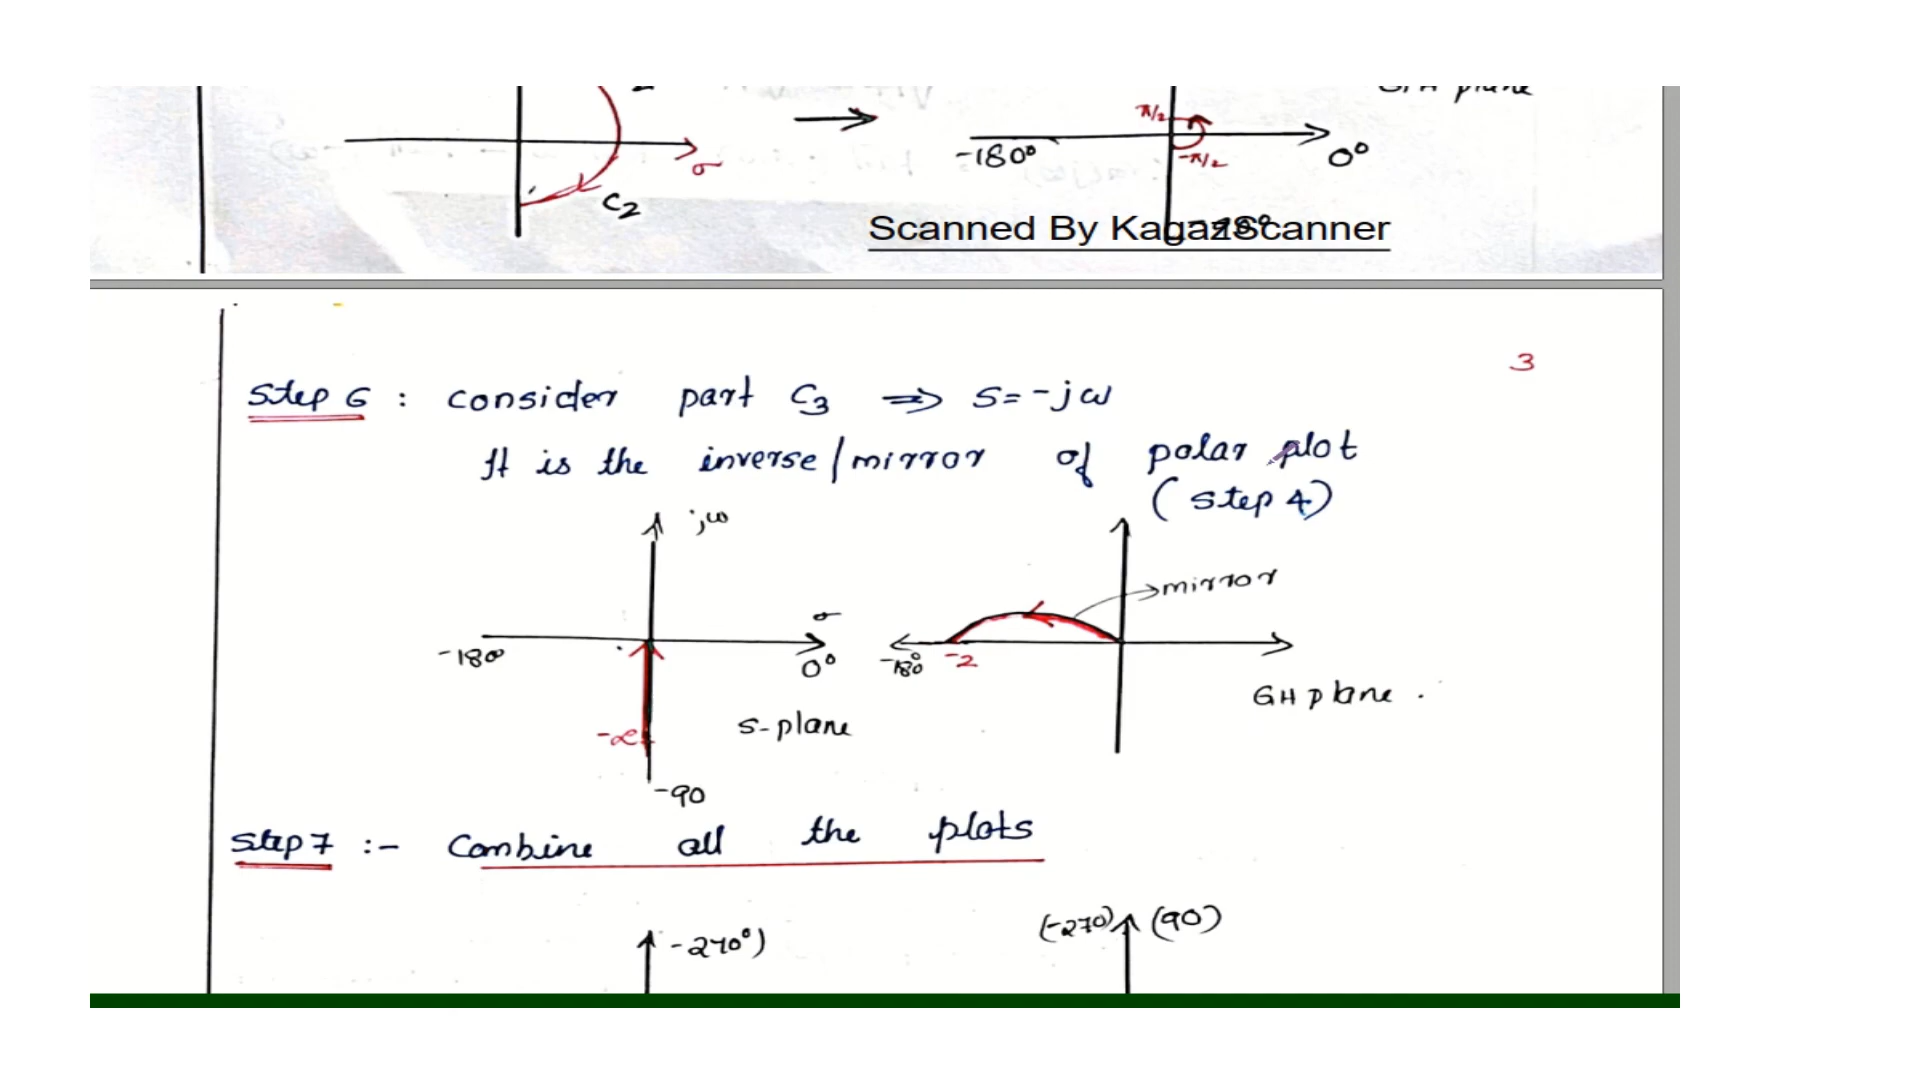 π/2
-180°
-π/2
0°
σ
C2
Scanned By KagazScanner
3
Step 6 : consider part C3 ⇒ S = -jω
It is the inverse/mirror of polar plot
(step 4)
jω
mirror
σ
-180
0°
-180°
-2
GH plane .
S-plane
-∞
-90
Step 7 :- Combine all the plots
-270°)
(-270) (90)